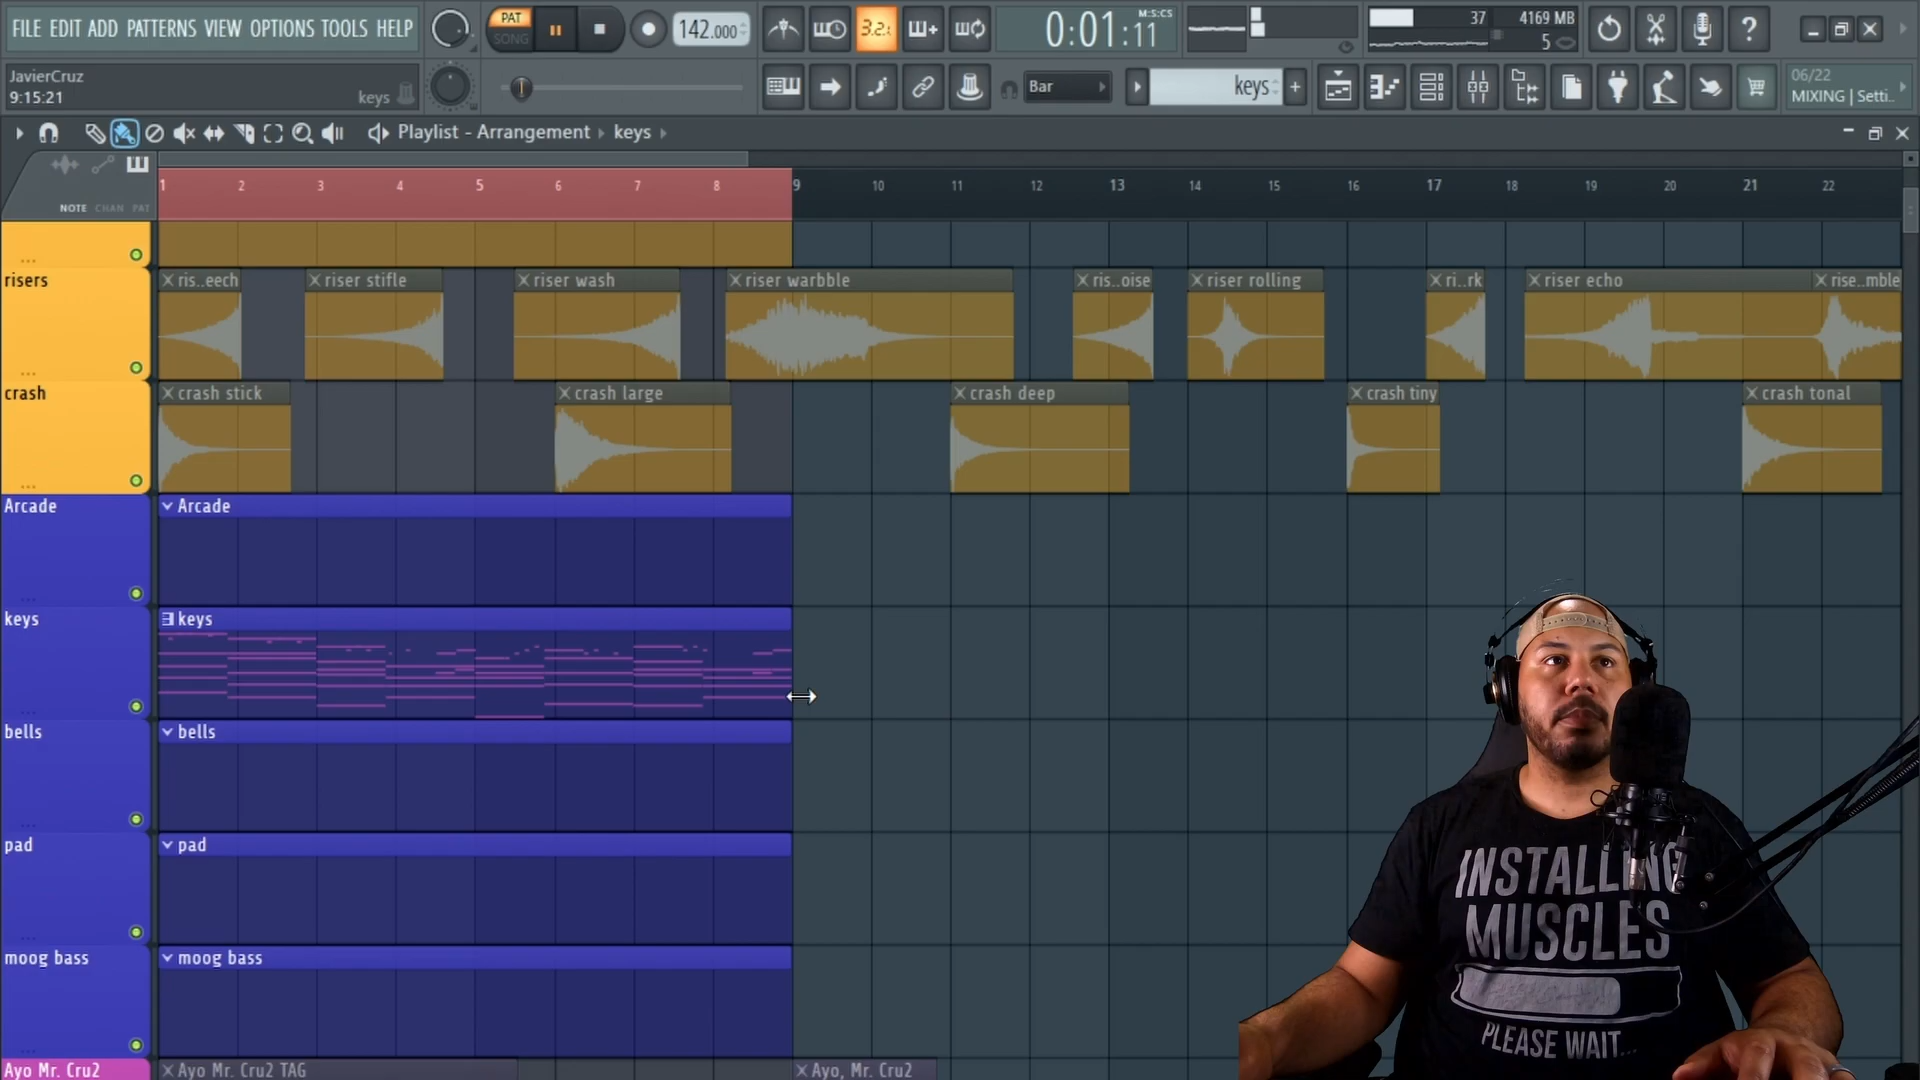 FILE EDIT ADD PATTERNS VIEW OPTIONS TOOLS HELP
PAT
SONG
142.000
3.2.
0:01:11
M:S:CS
37
4169 MB
5
JavierCruz
9:15:21
keys
Bar
keys
06/22
MIXING | Setti..
Playlist - Arrangement
keys
NOTE
CHAN
PAT
1 2 3 4 5 6 7 8 9 10 11 12 13 14 15 16 17 18 19 20 21 22
risers
ris..eech
riser stifle
riser wash
riser warbble
ris..oise
riser rolling
ri..rk
riser echo
rise..mble
crash
crash stick
crash large
crash deep
crash tiny
crash tonal
Arcade
Arcade
keys
keys
bells
bells
pad
pad
moog bass
moog bass
Ayo Mr. Cru2
Ayo Mr. Cru2 TAG
Ayo, Mr. Cru2
INSTALLING
MUSCLES
PLEASE WAIT...